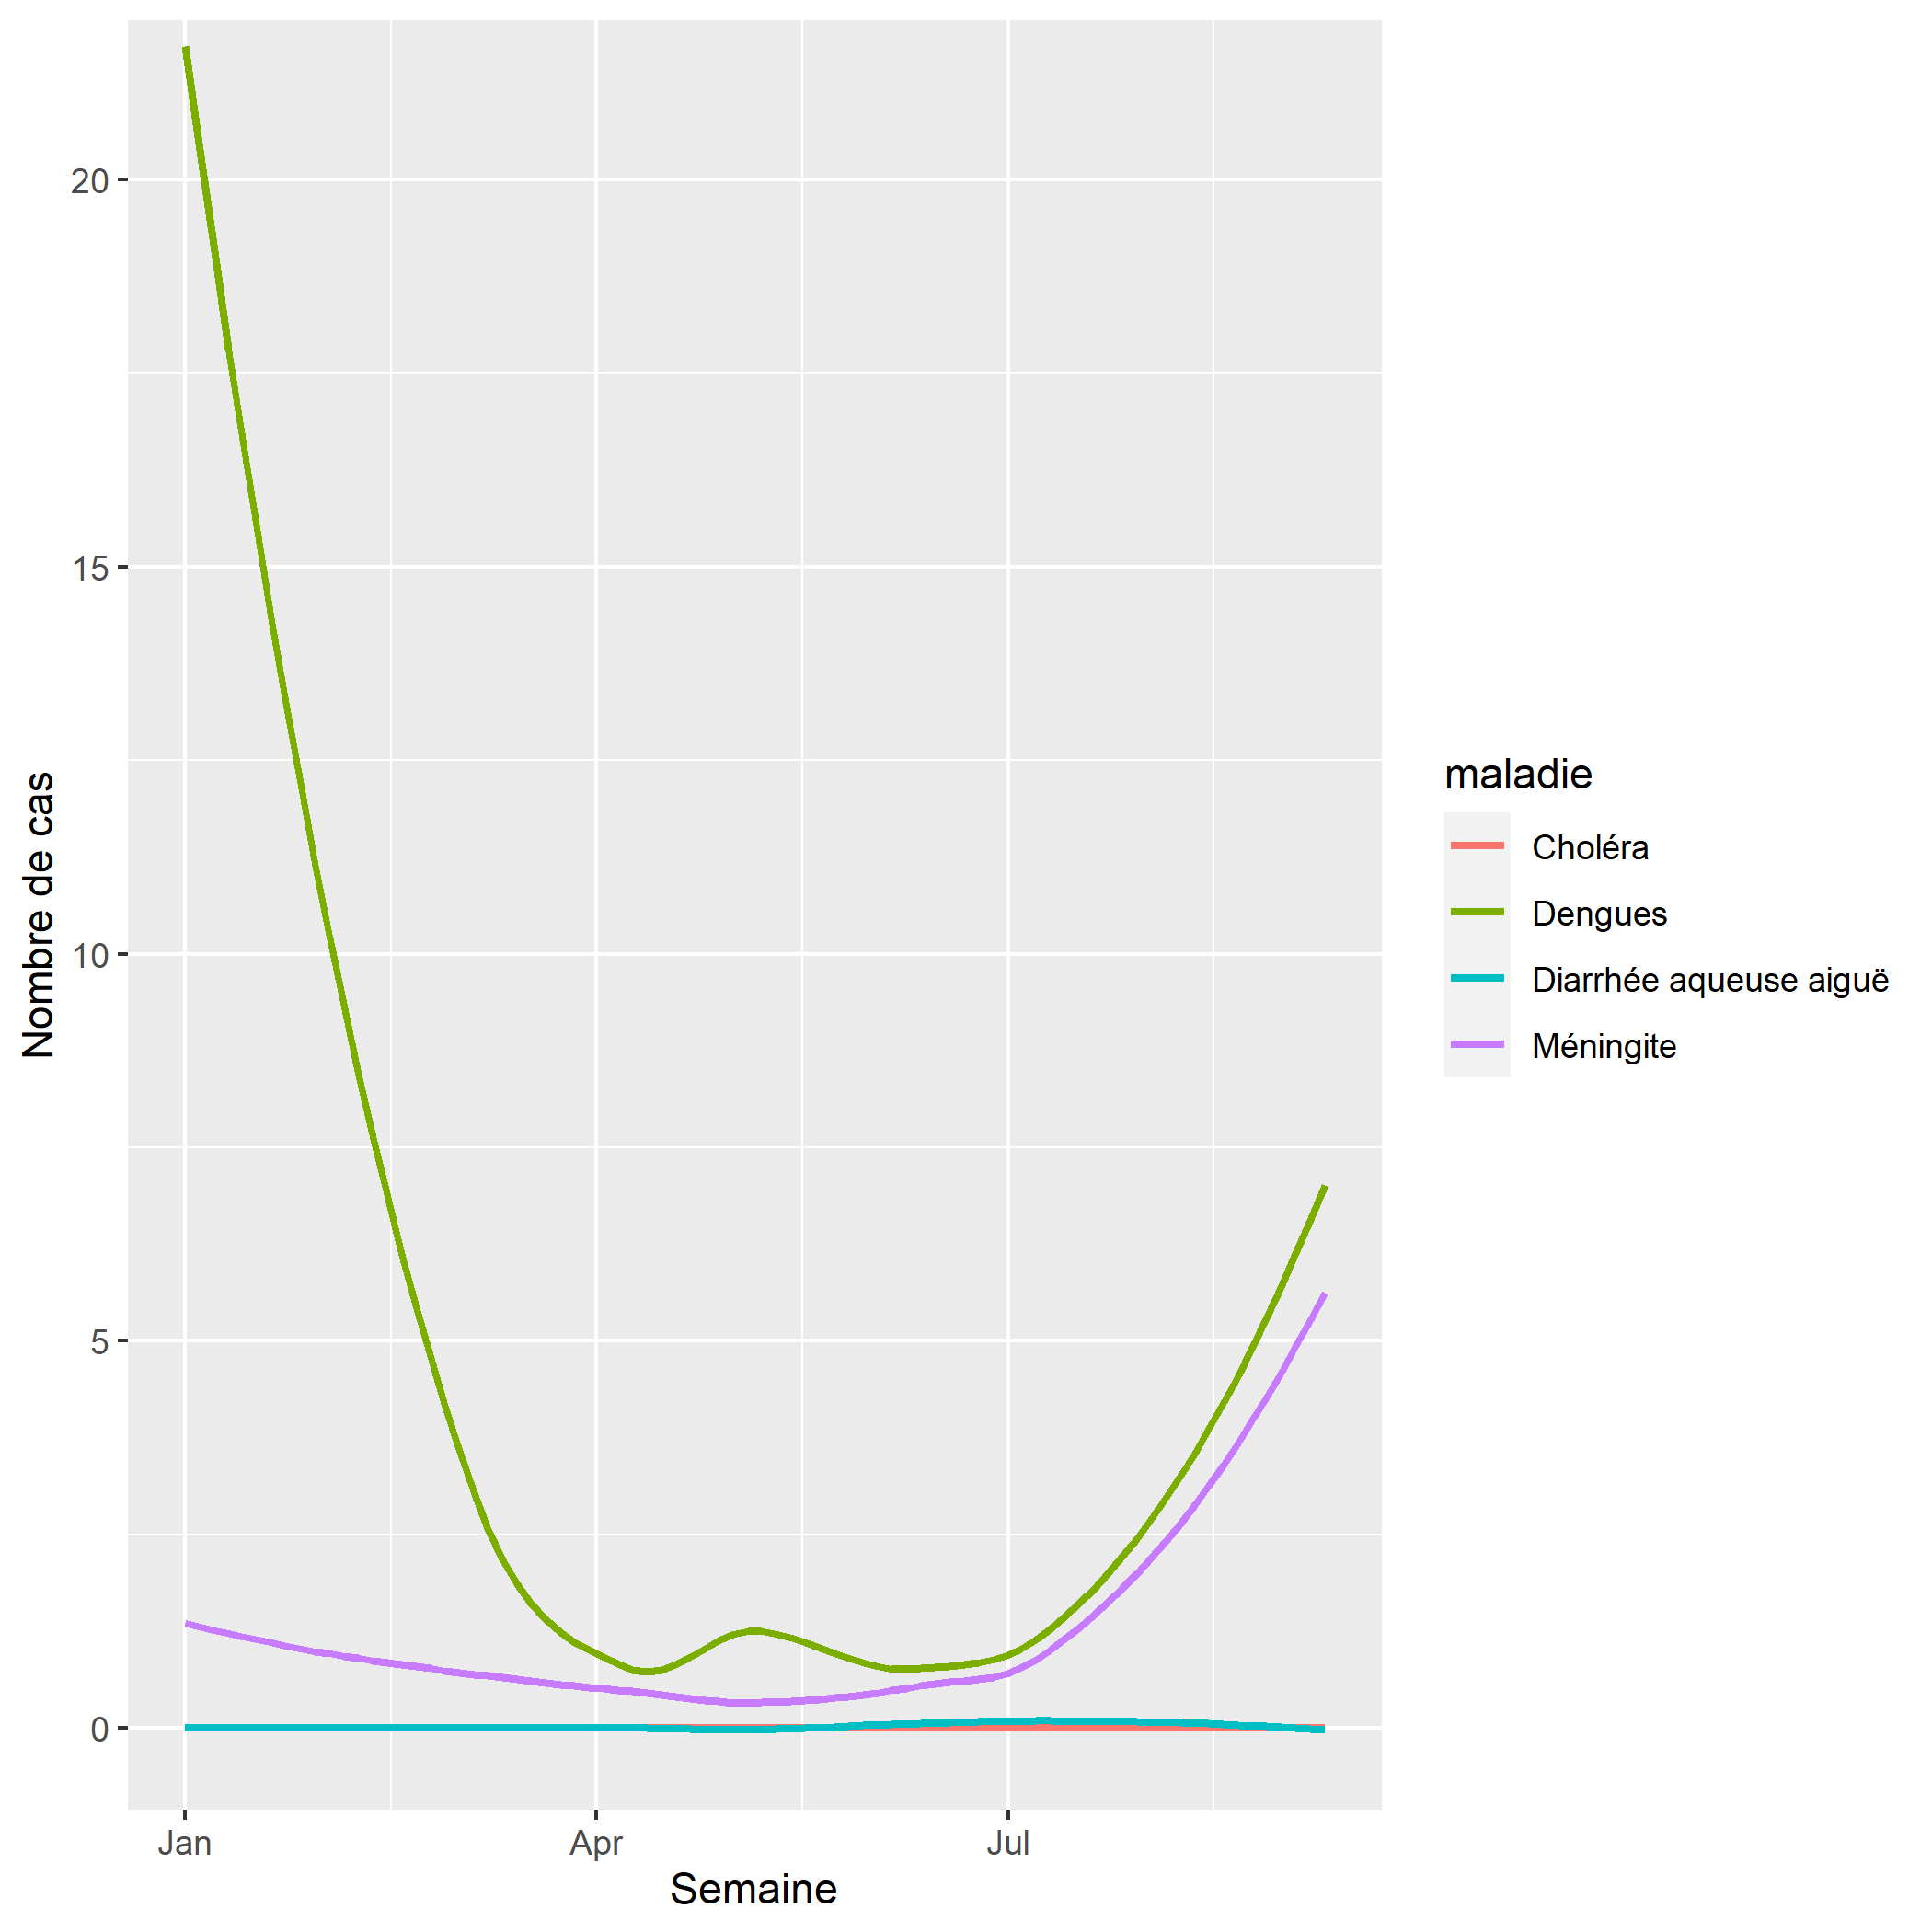 20
15
10
5
0
Nombre de cas
Jan
Apr
Jul
Semaine
maladie
Choléra
Dengues
Diarrhée aqueuse aiguë
Méningite